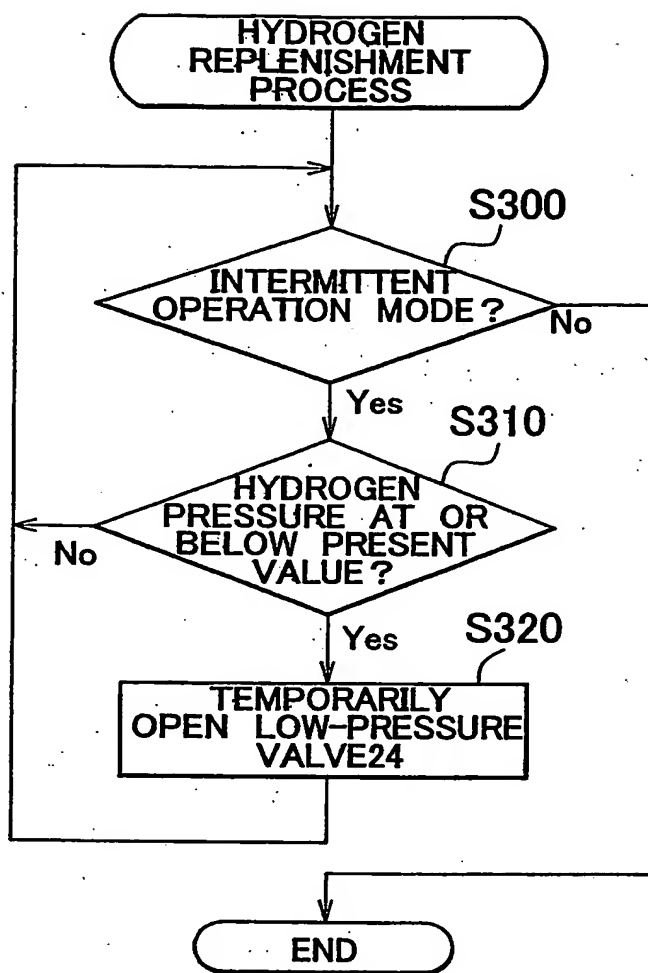 HYDROGEN
REPLENISHMENT
PROCESS
S300
INTERMITTENT
OPERATION MODE?
No
Yes
S310
HYDROGEN
PRESSURE AT OR
BELOW PRESENT
VALUE?
No
Yes
S320
TEMPORARILY
OPEN LOW-PRESSURE
VALVE24
END